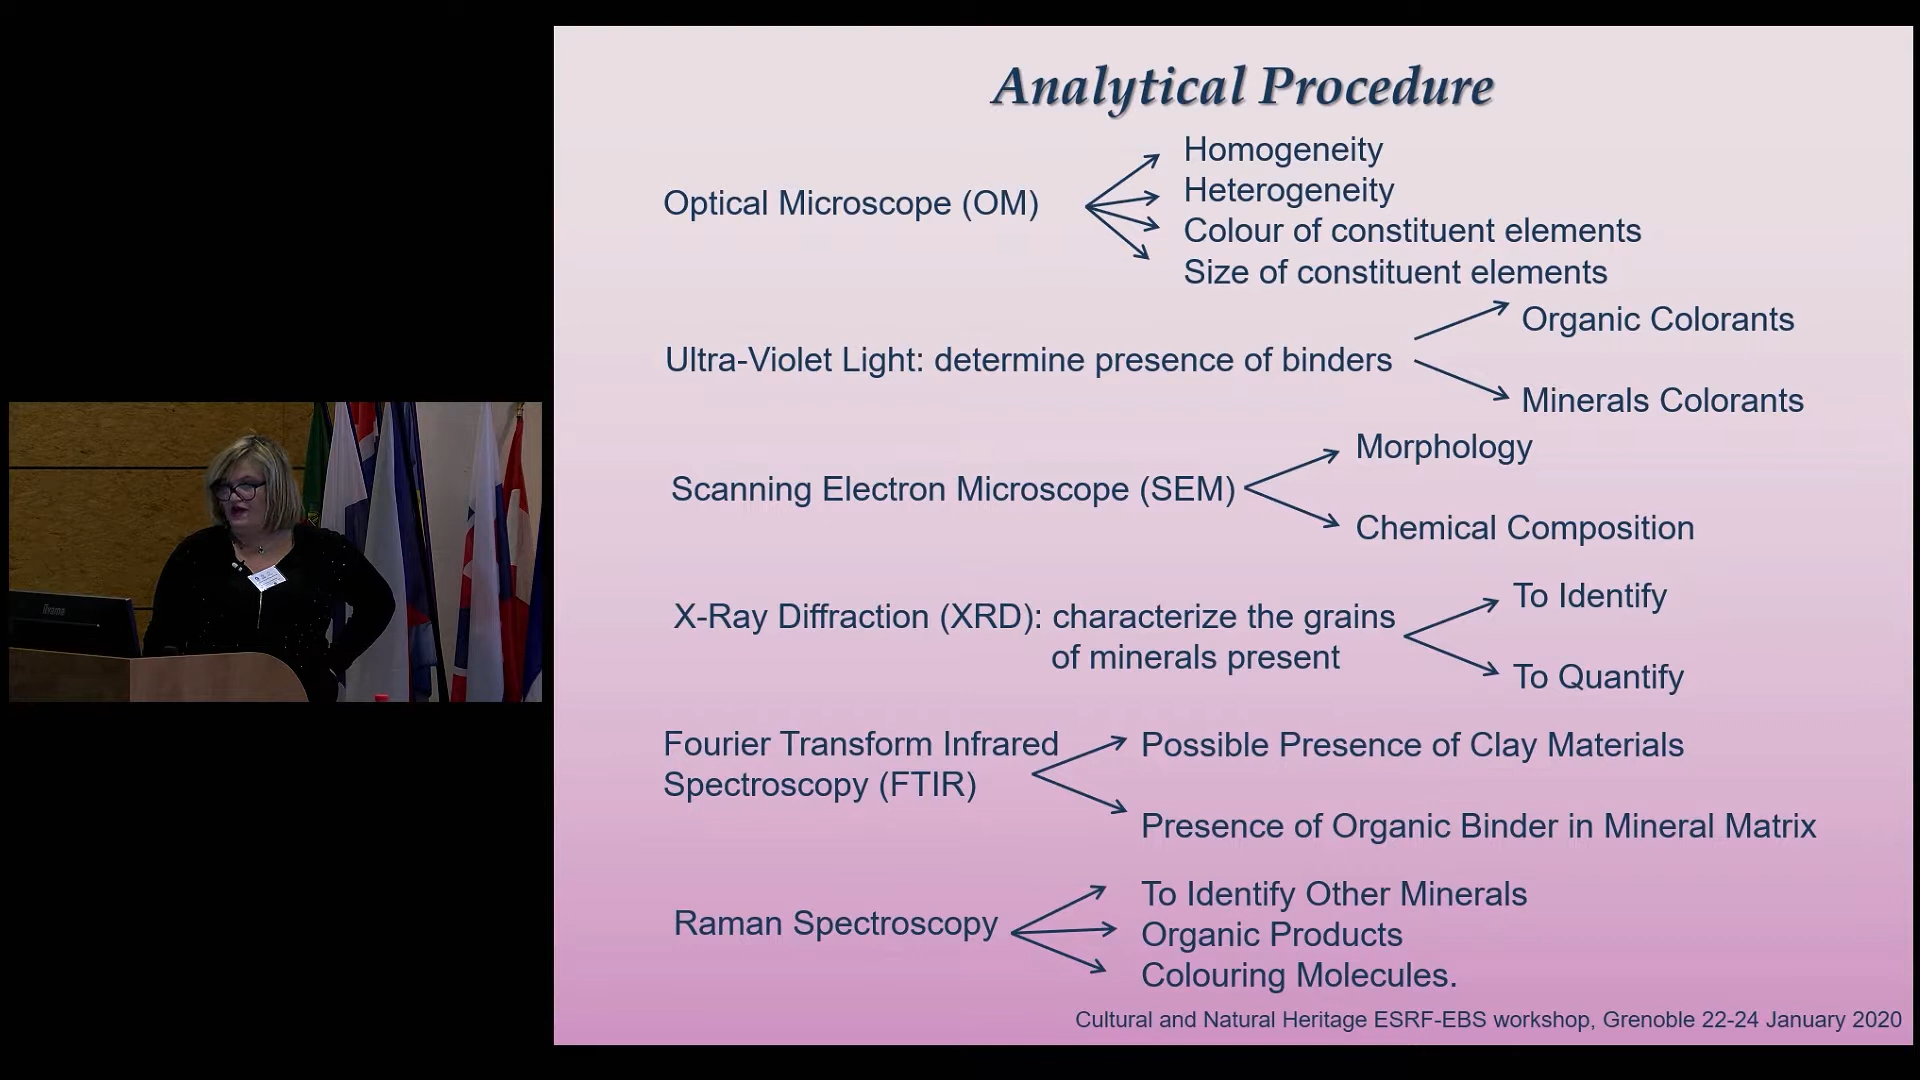 Analytical Procedure
Optical Microscope (OM)
Homogeneity
Heterogeneity
Colour of constituent elements
Size of constituent elements
Ultra-Violet Light: determine presence of binders
Organic Colorants
Minerals Colorants
Scanning Electron Microscope (SEM)
Morphology
Chemical Composition
X-Ray Diffraction (XRD): characterize the grains
of minerals present
To Identify
To Quantify
Fourier Transform Infrared
Spectroscopy (FTIR)
Possible Presence of Clay Materials
Presence of Organic Binder in Mineral Matrix
Raman Spectroscopy
To Identify Other Minerals
Organic Products
Colouring Molecules.
Cultural and Natural Heritage ESRF-EBS workshop, Grenoble 22-24 January 2020
iiyama